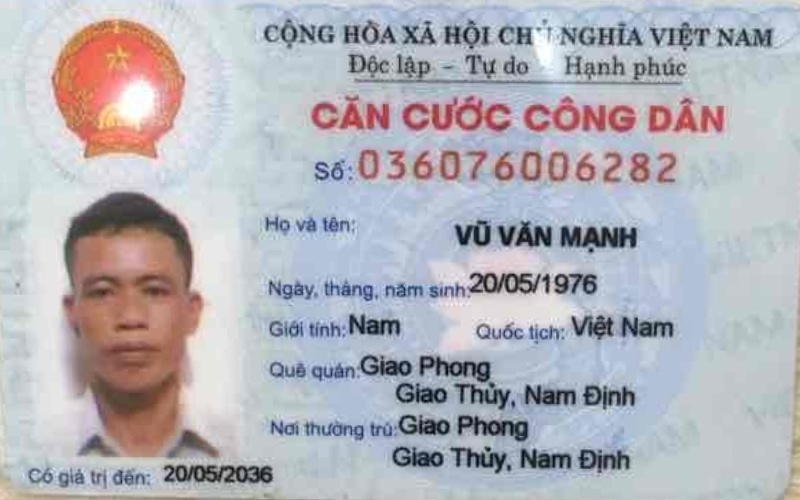 CỘNG HÒA XÃ HỘI CHỦ NGHĨA VIỆT NAM
Độc lập - Tự do Hạnh phúc
CĂN CƯỚC CÔNG DÂN
Số: 036076006282
Họ và tên: VŨ VĂN MẠNH
Ngày, tháng, năm sinh: 20/05/1976
Giới tính: Nam Quốc tịch: Việt Nam
Quê quán: Giao Phong
Giao Thủy, Nam Định
Nơi thường trú: Giao Phong
Giao Thủy, Nam Định
Có giá trị đến: 20/05/2036